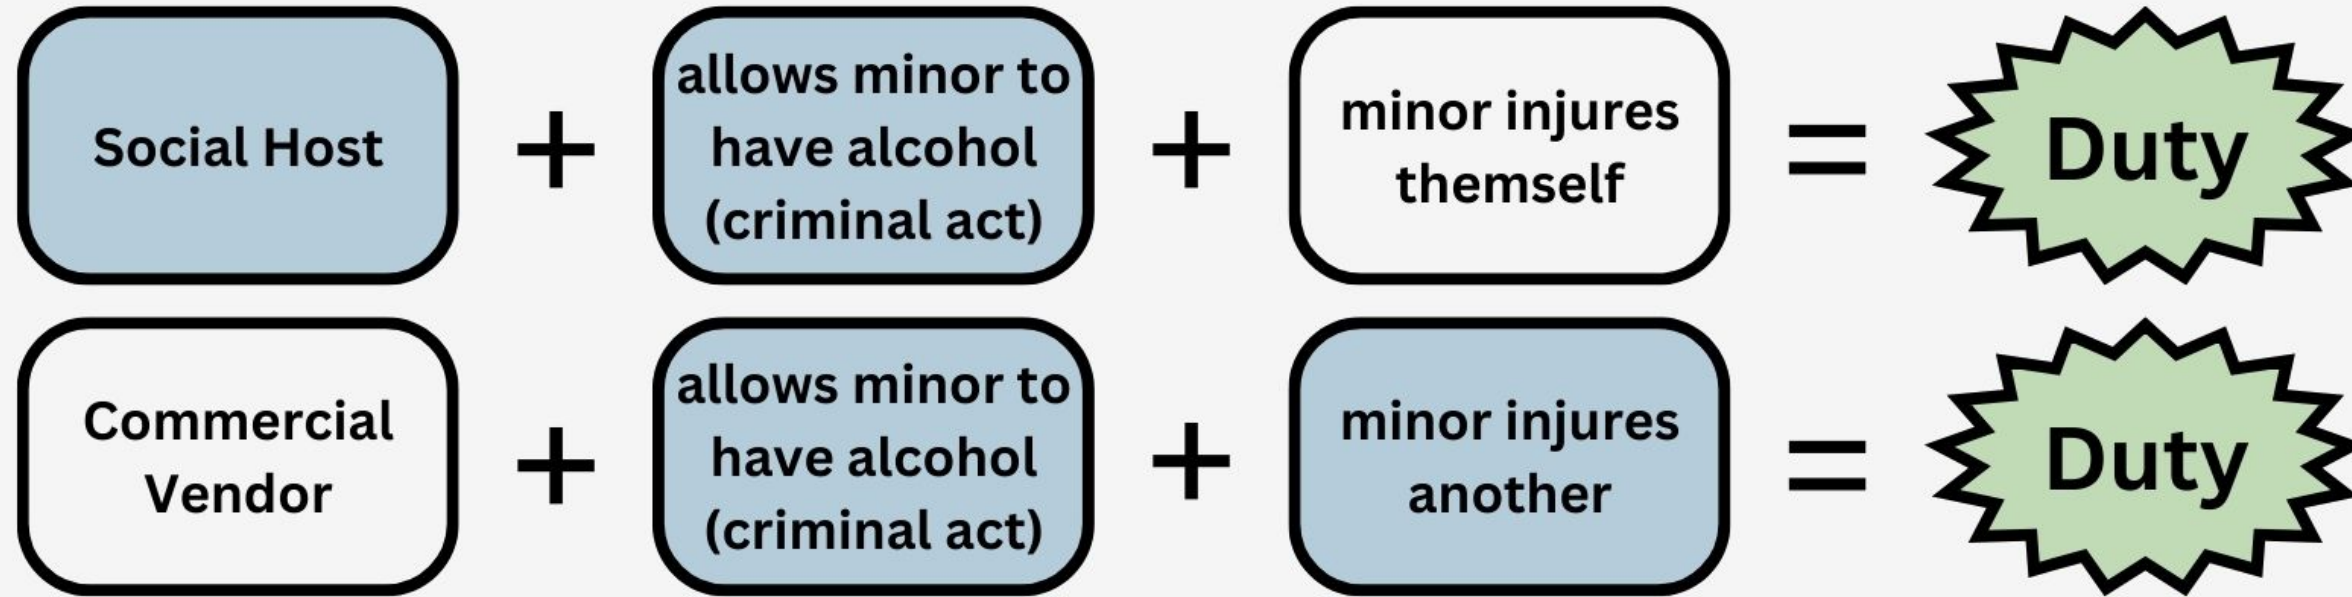 Social Host
+
allows minor to
have alcohol
(criminal act)
+
minor injures
themself
=
Duty
Commercial
Vendor
+
allows minor to
have alcohol
(criminal act)
+
minor injures
another
=
Duty